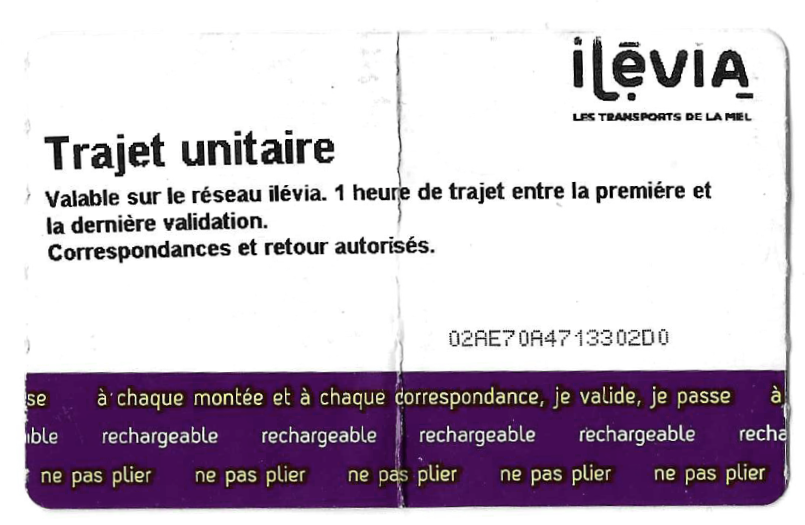 ilēvia
LES TRANSPORTS DE LA MEL
Trajet unitaire
Valable sur le réseau ilévia. 1 heure de trajet entre la premiére et
la dernière validation.
Correspondances et retour autorisés.
02AE70A4713302D0
se à chaque montée et à chaque correspondance, je valide, je passe à
able rechargeable rechargeable rechargeable rechargeable recha
ne pas plier ne pas plier ne pas plier ne pas plier ne pas plier